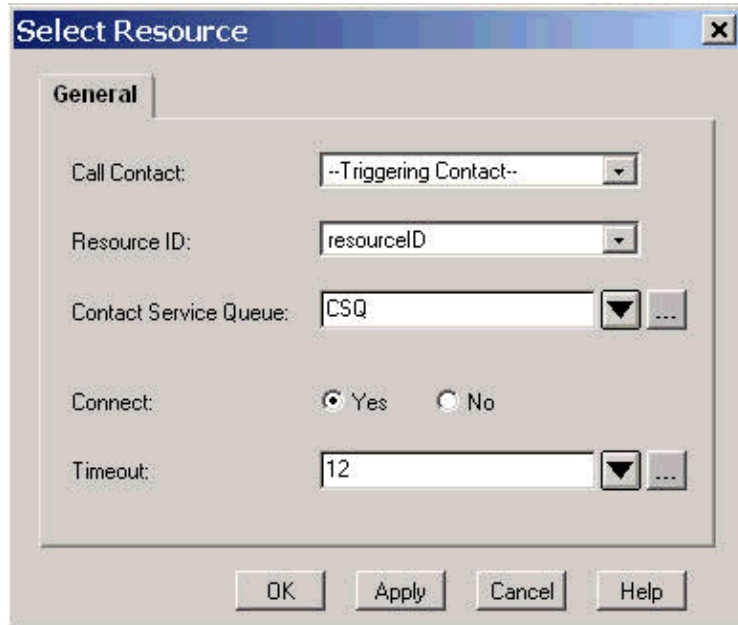 Select Resource
General
Call Contact: --Triggering Contact--
Resource ID: resourceID
Contact Service Queue: CSQ ...
Connect: Yes No
Timeout: 12 ...
OK Apply Cancel Help